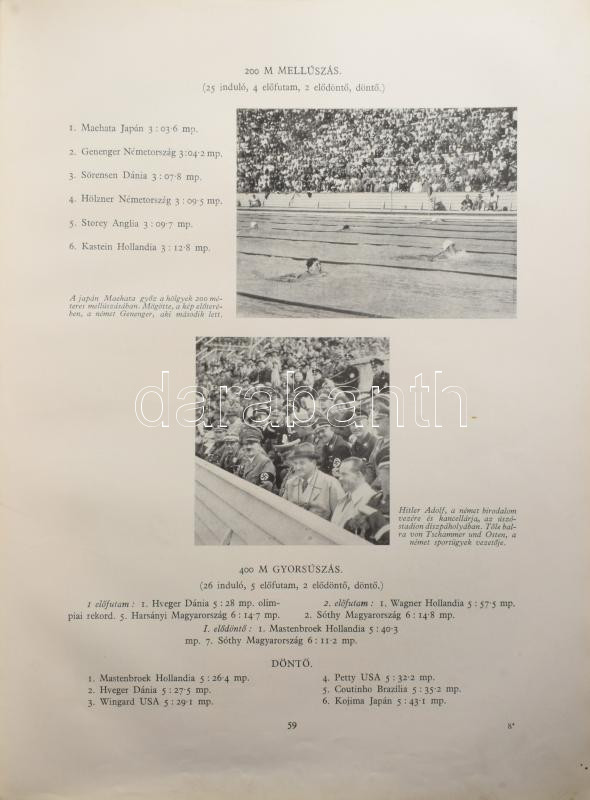 200 M MELLÚSZÁS.
(25 induló, 4 előfutam, 2 elődöntő, döntő.)
1. Maehata Japán 3 : 03·6 mp.
2. Genenger Németország 3 : 04·2 mp.
3. Sörensen Dánia 3 : 07·8 mp.
4. Hölzner Németország 3 : 09·5 mp.
5. Storey Anglia 3 : 09·7 mp.
6. Kastein Hollandia 3 : 12·8 mp.
A japán Maehata győz a hölgyek 200 mé-
teres mellúszásában. Mögötte, a kép előteré-
ben, a német Genenger, aki második lett.
darabanth
Hitler Adolf, a német birodalom
vezére és kancellárja, az úszó-
stadion díszpáholyában. Tőle bal-
ra von Tschammer und Osten, a
német sportügyek vezetője.
400 M GYORSÚSZÁS.
(26 induló, 5 előfutam, 2 elődöntő, döntő.)
1 előfutam : 1. Hveger Dánia 5 : 28 mp. olim-
piai rekord. 5. Harsányi Magyarország 6 : 14·7 mp.
2. előfutam : 1. Wagner Hollandia 5 : 57·5 mp.
2. Sóthy Magyarország 6 : 14·8 mp.
I. elődöntő : 1. Mastenbroek Hollandia 5 : 40·3
mp. 7. Sóthy Magyarország 6 : 11·2 mp.
DÖNTŐ.
1. Mastenbroek Hollandia 5 : 26·4 mp.
2. Hveger Dánia 5 : 27·5 mp.
3. Wingard USA 5 : 29·1 mp.
4. Petty USA 5 : 32·2 mp.
5. Coutinho Brazília 5 : 35·2 mp.
6. Kojima Japán 5 : 43·1 mp.
59
8*